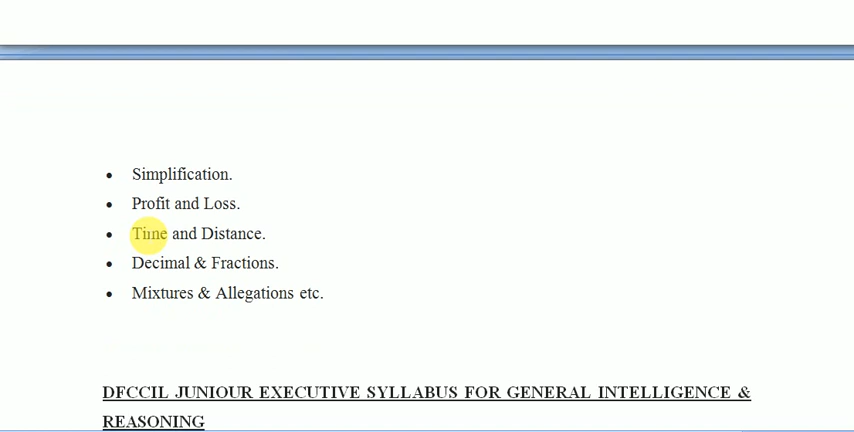 • Simplification.
• Profit and Loss.
• Time and Distance.
• Decimal & Fractions.
• Mixtures & Allegations etc.
DFCCIL JUNIOUR EXECUTIVE SYLLABUS FOR GENERAL INTELLIGENCE &
REASONING